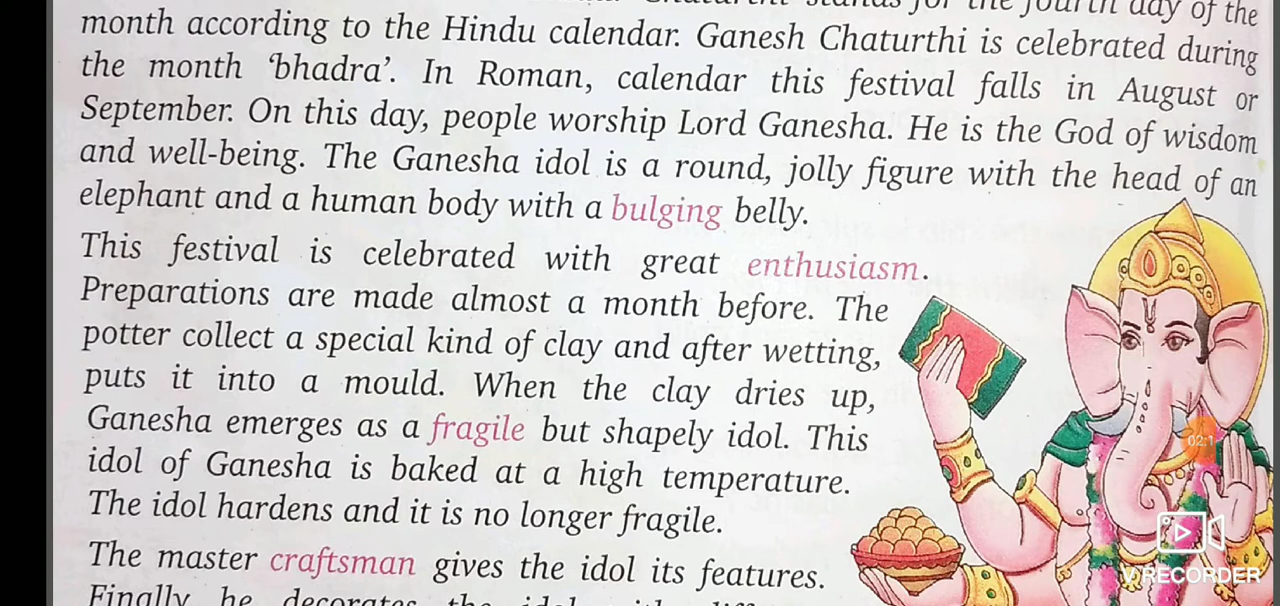 Chaturthi stands for the fourth day of the
month according to the Hindu calendar. Ganesh Chaturthi is celebrated during
the month ‘bhadra’. In Roman, calendar this festival falls in August or
September. On this day, people worship Lord Ganesha. He is the God of wisdom
and well-being. The Ganesha idol is a round, jolly figure with the head of an
elephant and a human body with a bulging belly.
This festival is celebrated with great enthusiasm.
Preparations are made almost a month before. The
potter collect a special kind of clay and after wetting,
puts it into a mould. When the clay dries up,
Ganesha emerges as a fragile but shapely idol. This
idol of Ganesha is baked at a high temperature.
The idol hardens and it is no longer fragile.
The master craftsman gives the idol its features.
Finally he decorates the idol
02:1
V RECORDER